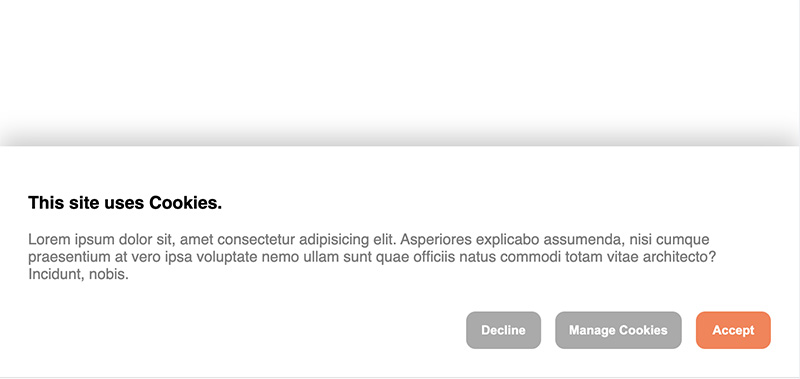 This site uses Cookies.
Lorem ipsum dolor sit, amet consectetur adipisicing elit. Asperiores explicabo assumenda, nisi cumque
praesentium at vero ipsa voluptate nemo ullam sunt quae officiis natus commodi totam vitae architecto?
Incidunt, nobis.
Decline
Manage Cookies
Accept